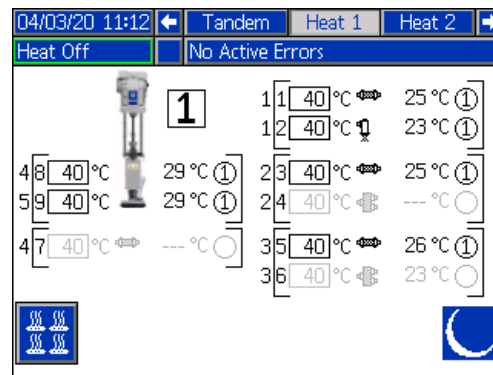 04/03/20 11:12 Tandem Heat 1 Heat 2
Heat Off No Active Errors
1
1 1 40 °C 25 °C 1
1 2 40 °C 23 °C 1
4 8 40 °C 29 °C 1
5 9 40 °C 29 °C 1
2 3 40 °C 25 °C 1
2 4 40 °C --- °C
4 7 40 °C --- °C
3 5 40 °C 26 °C 1
3 6 40 °C 23 °C